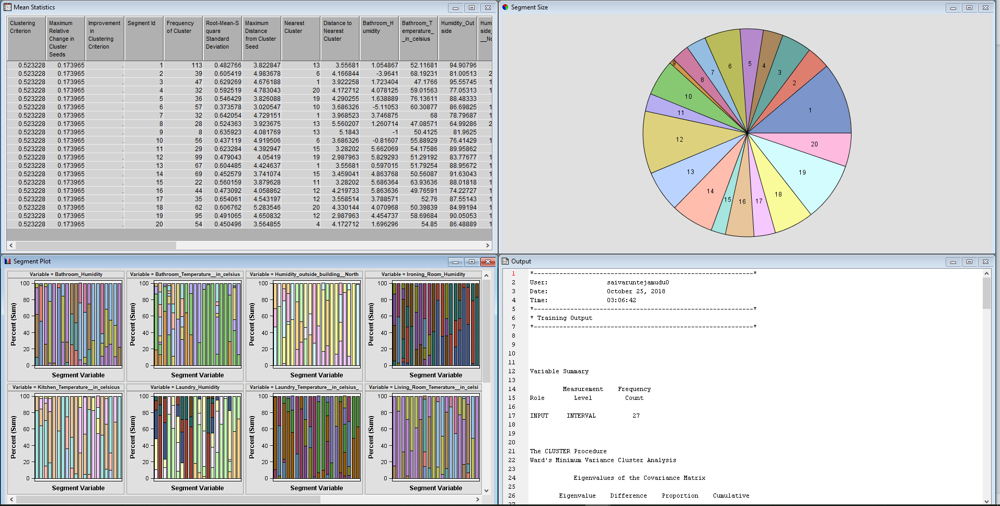 Mean Statistics
Clustering Criterion
Maximum Relative Change in Cluster Seeds
Improvement in Clustering Criterion
Segment Id
Frequency of Cluster
Root-Mean-Square Standard Deviation
Maximum Distance from Cluster Seed
Nearest Cluster
Distance to Nearest Cluster
Bathroom_Humidity
Bathroom_Temperature__in_celsius
Humidity_Outside
0.523228 0.173965 . 1 113 0.482766 3.822847 13 3.55681 1.054867 52.11681 94.90796
0.523228 0.173965 . 2 39 0.605419 4.983678 6 4.166844 -3.9641 68.19231 81.00513 2
0.523228 0.173965 . 3 47 0.629269 4.676188 1 3.922258 1.723404 47.1766 95.55745 1
0.523228 0.173965 . 4 32 0.592519 4.783043 20 4.172712 4.078125 59.01563 77.05313 1
0.523228 0.173965 . 5 36 0.546429 3.826088 19 4.290255 1.638889 76.13611 88.48333
0.523228 0.173965 . 6 57 0.373578 3.020547 10 3.686326 -5.11053 60.30877 86.69825 1
0.523228 0.173965 . 7 32 0.642054 4.729151 1 3.968523 3.746875 68 78.79687 1
0.523228 0.173965 . 8 28 0.524363 3.923675 13 5.560207 1.260714 47.08571 64.99286 2
0.523228 0.173965 . 9 8 0.635923 4.081769 13 5.1843 -1 50.4125 81.9625
0.523228 0.173965 . 10 56 0.437119 4.919506 6 3.686326 -0.81607 55.88929 76.41429 1
0.523228 0.173965 . 11 29 0.623284 4.392947 15 3.28202 5.662069 54.17586 89.95862
0.523228 0.173965 . 12 99 0.479043 4.05419 19 2.987963 5.829293 51.29192 83.77677 1
0.523228 0.173965 . 13 67 0.604485 4.424637 1 3.55681 0.597015 51.79254 88.95672 1
0.523228 0.173965 . 14 69 0.452579 3.741074 15 3.459041 4.863768 50.56087 91.63043 1
0.523228 0.173965 . 15 22 0.560159 3.879628 11 3.28202 5.686364 63.93636 88.01818 1
0.523228 0.173965 . 16 44 0.473092 4.058862 12 4.219733 5.863636 49.76591 74.22727 1
0.523228 0.173965 . 17 35 0.654061 4.543197 12 3.558514 3.788571 52.76 87.55143 1
0.523228 0.173965 . 18 62 0.606762 5.283546 20 4.330144 4.070968 50.39839 84.99194 1
0.523228 0.173965 . 19 95 0.491065 4.650832 12 2.987963 4.454737 58.69684 90.05053 1
0.523228 0.173965 . 20 54 0.450496 3.564855 4 4.172712 1.696296 54.85 86.48889 1
Segment Size
1
2
3
4
5
6
7
8
9
10
11
12
13
14
15
16
17
18
19
20
Segment Plot
Variable = Bathroom_Humidity
Percent (Sum)
100
80
60
40
20
0
Segment Variable
Variable = Bathroom_Temperature__in_celsius
Percent (Sum)
100
80
60
40
20
0
Segment Variable
Variable = Humidity_outside_building__North
Percent (Sum)
100
80
60
40
20
0
Segment Variable
Variable = Ironing_Room_Humidity
Percent (Sum)
100
80
60
40
20
0
Segment Variable
Variable = Kitchen_Temperature__in_celsicus
Percent (Sum)
100
80
60
40
20
0
Segment Variable
Variable = Laundry_Humidity
Percent (Sum)
100
80
60
40
20
0
Segment Variable
Variable = Laundry_Temperature__in_celsius_
Percent (Sum)
100
80
60
40
20
0
Segment Variable
Variable = Living_Room_Temerature__in_celsi
Percent (Sum)
100
80
60
40
20
0
Segment Variable
Output
1 *------------------------------------------------------------*
2 User: saivaruntejamudu0
3 Date: October 25, 2018
4 Time: 03:06:42
5 *------------------------------------------------------------*
6 * Training Output
7 *------------------------------------------------------------*
8
9
10
11
12 Variable Summary
13
14 Measurement Frequency
15 Role Level Count
16
17 INPUT INTERVAL 27
18
19
20
21 The CLUSTER Procedure
22 Ward's Minimum Variance Cluster Analysis
23
24 Eigenvalues of the Covariance Matrix
25
26 Eigenvalue Difference Proportion Cumulative